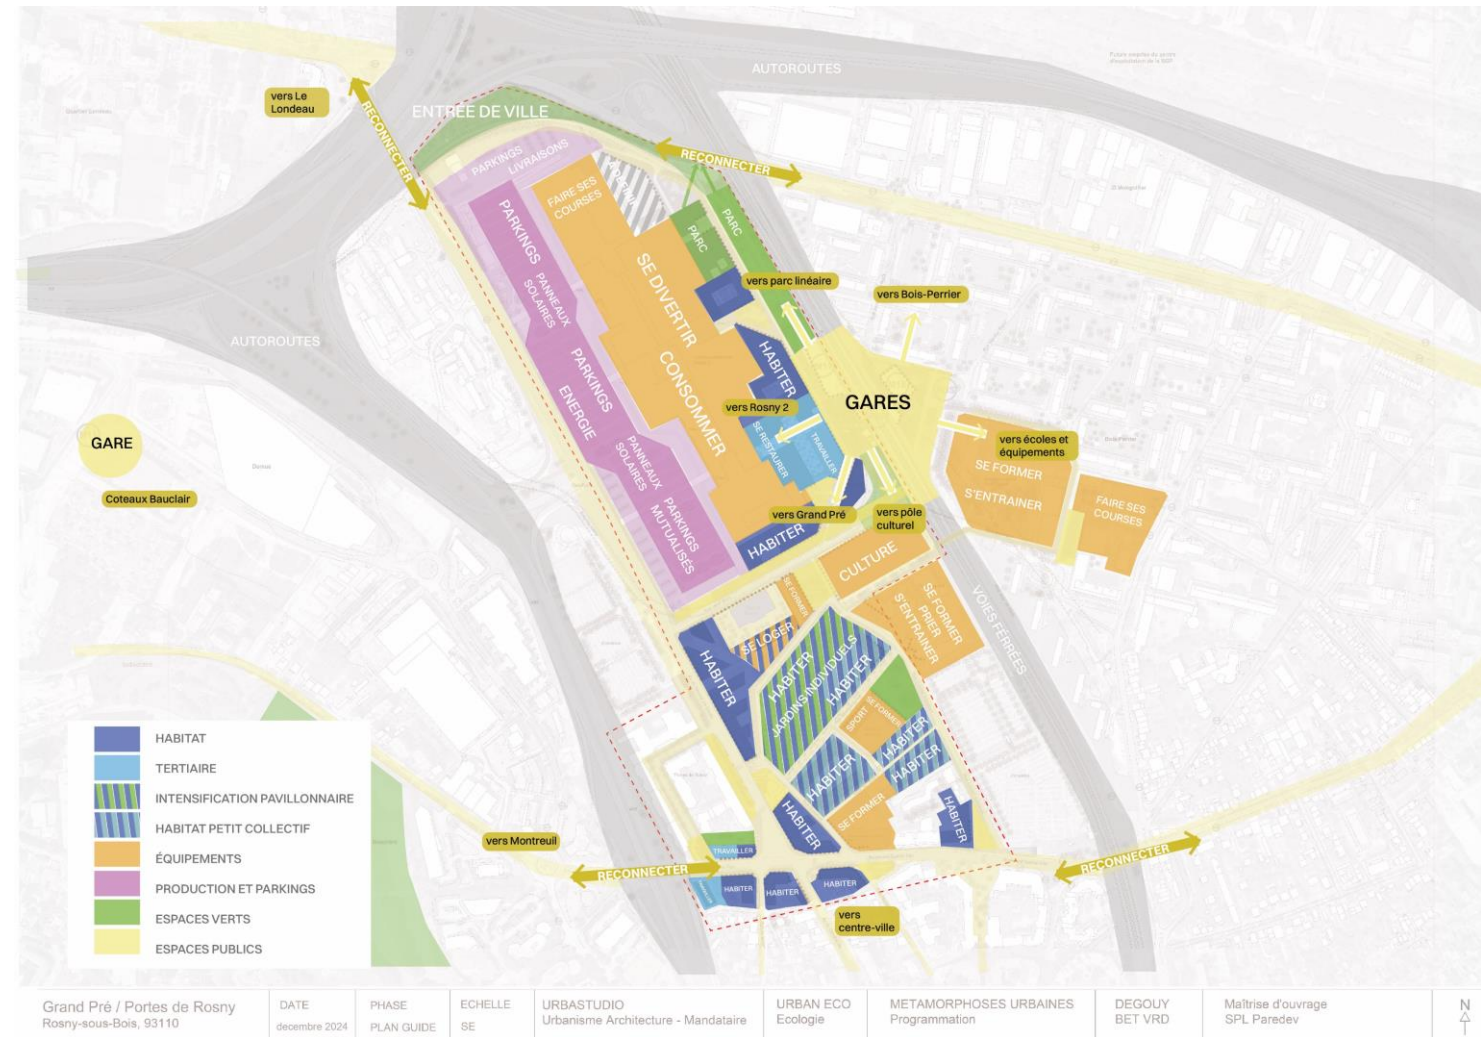 AUTOROUTES
vers Le
Londeau
RECONNECTER
ENTRÉE DE VILLE
RECONNECTER
PARKINGS
LIVRAISONS
FAIRE SES
COURSES
PARC
PARC
PARKINGS
PANNEAUX
SOLAIRES
SE DIVERTIR
vers parc linéaire
vers Bois-Perrier
AUTOROUTES
CONSOMMER
HABITER
PARKINGS
ENERGIE
vers Rosny 2
GARES
GARE
Coteaux Bauclair
SE RESTAURER
TRAVAILLER
vers écoles et
équipements
PANNEAUX
SOLAIRES
SE FORMER
S'ENTRAINER
FAIRE SES
COURSES
PARKINGS
MUTUALISÉS
vers Grand Pré
vers pôle
culturel
HABITER
CULTURE
SE FORMER
SE FORMER
PRIER
S'ENTRAINER
VOIES FÉRRÉES
SE LOGER
HABITER
HABITER
JARDINS INDIVIDUELS
HABITER
SPORT
SE FORMER
HABITER
HABITER
HABITER
HABITER
SE FORMER
HABITER
vers Montreuil
RECONNECTER
TRAVAILLER
HABITER
HABITER
HABITER
RECONNECTER
vers
centre-ville
HABITAT
TERTIAIRE
INTENSIFICATION PAVILLONNAIRE
HABITAT PETIT COLLECTIF
ÉQUIPEMENTS
PRODUCTION ET PARKINGS
ESPACES VERTS
ESPACES PUBLICS
Grand Pré / Portes de Rosny
Rosny-sous-Bois, 93110
DATE
decembre 2024
PHASE
PLAN GUIDE
ECHELLE
SE
URBASTUDIO
Urbanisme Architecture - Mandataire
URBAN ECO
Ecologie
METAMORPHOSES URBAINES
Programmation
DEGOUY
BET VRD
Maîtrise d'ouvrage
SPL Paredev
N